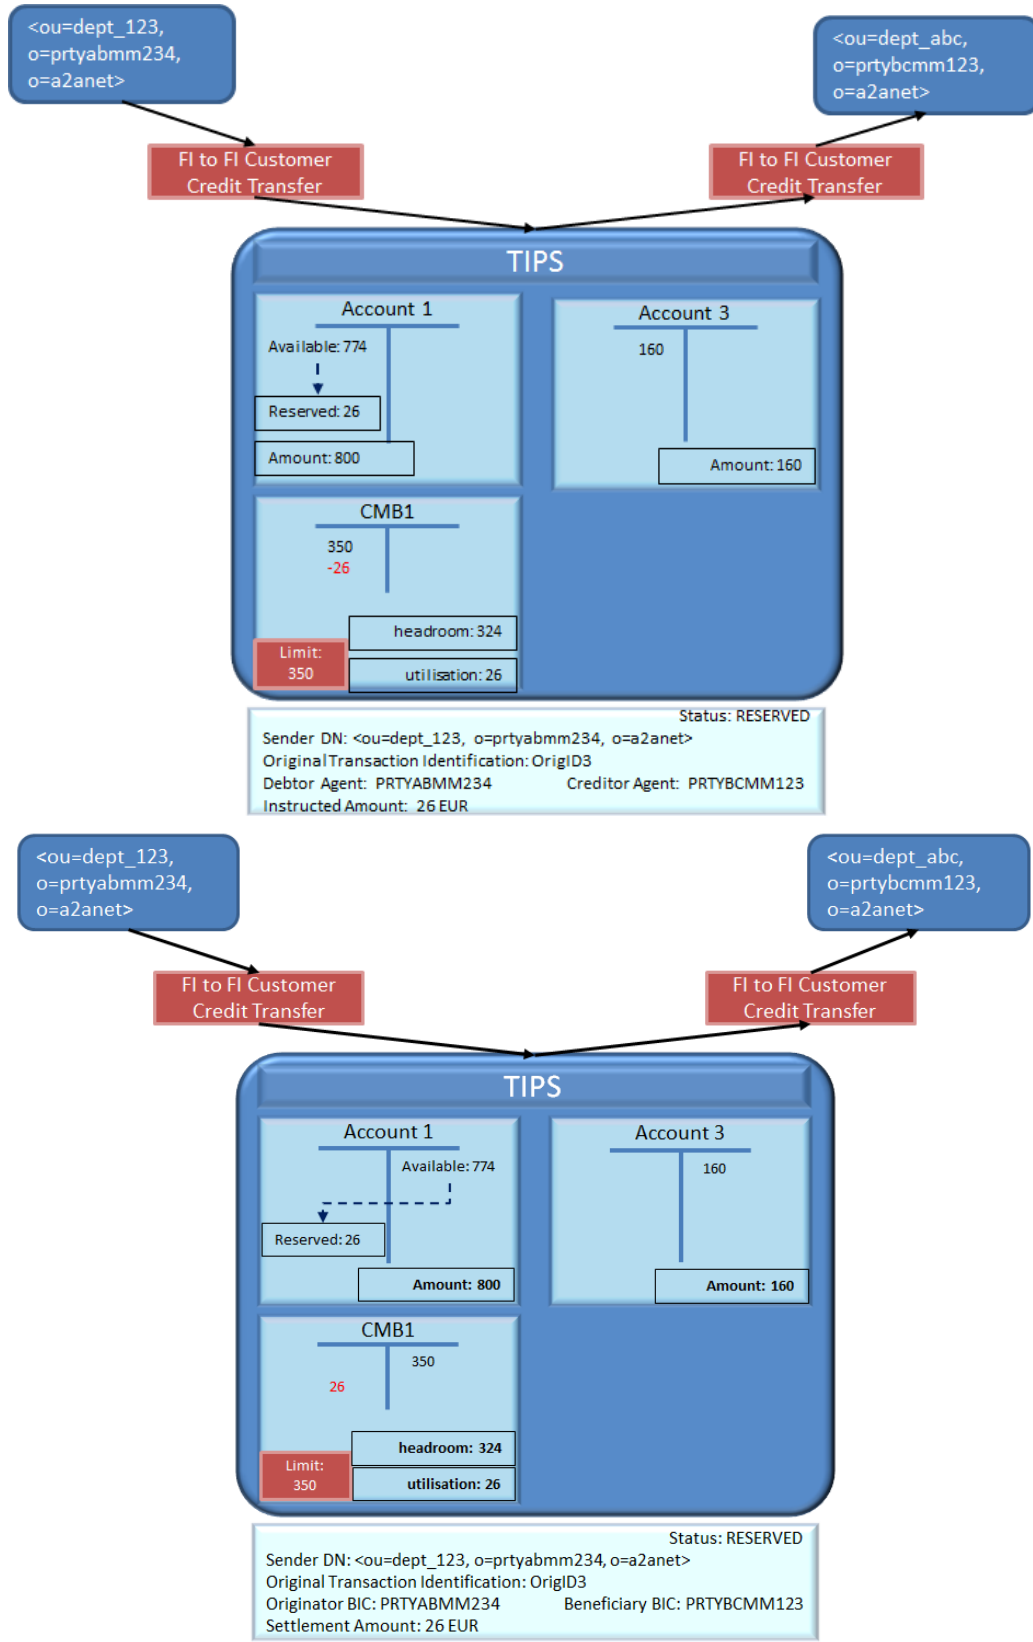 <ou=dept_123,
o=prtyabmm234,
o=a2anet>
<ou=dept_abc,
o=prtybcmm123,
o=a2anet>
FI to FI Customer
Credit Transfer
FI to FI Customer
Credit Transfer
TIPS
Account 1
Available: 774
Reserved: 26
Amount: 800
Account 3
160
Amount: 160
CMB1
350
-26
headroom: 324
Limit:
350
utilisation: 26
Status: RESERVED
Sender DN: <ou=dept_123, o=prtyabmm234, o=a2anet>
Original Transaction Identification: OrigID3
Debtor Agent: PRTYABMM234 Creditor Agent: PRTYBCMM123
Instructed Amount: 26 EUR
<ou=dept_123,
o=prtyabmm234,
o=a2anet>
<ou=dept_abc,
o=prtybcmm123,
o=a2anet>
FI to FI Customer
Credit Transfer
FI to FI Customer
Credit Transfer
TIPS
Account 1
Available: 774
Reserved: 26
Amount: 800
Account 3
160
Amount: 160
CMB1
350
26
headroom: 324
Limit:
350
utilisation: 26
Status: RESERVED
Sender DN: <ou=dept_123, o=prtyabmm234, o=a2anet>
Original Transaction Identification: OrigID3
Originator BIC: PRTYABMM234 Beneficiary BIC: PRTYBCMM123
Settlement Amount: 26 EUR